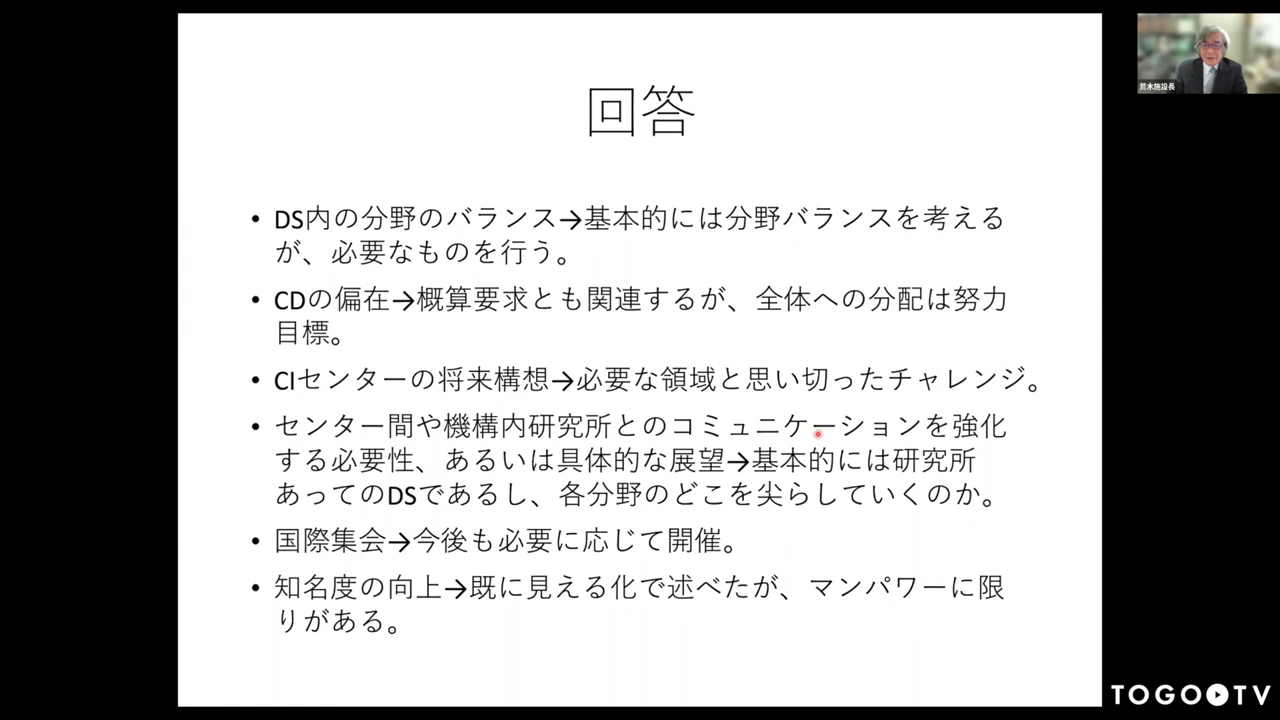 回答
荒木施設長
• DS内の分野のバランス→基本的には分野バランスを考える
が、必要なものを行う。
• CDの偏在→概算要求とも関連するが、全体への分配は努力
目標。
• CIセンターの将来構想→必要な領域と思い切ったチャレンジ。
• センター間や機構内研究所とのコミュニケーションを強化
する必要性、あるいは具体的な展望→基本的には研究所
あってのDSであるし、各分野のどこを尖らしていくのか。
• 国際集会→今後も必要に応じて開催。
• 知名度の向上→既に見える化で述べたが、マンパワーに限
りがある。
TOGO TV